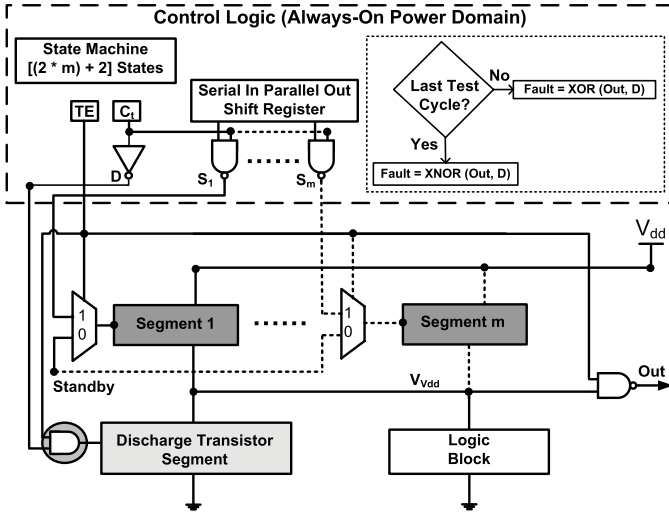 Control Logic (Always-On Power Domain)
State Machine
[(2 * m) + 2] States
Serial In Parallel Out
Shift Register
TE
Ct
D
S1
Sm
Last Test
Cycle?
No
Fault = XOR (Out, D)
Yes
Fault = XNOR (Out, D)
Vdd
1
0
Segment 1
1
0
Segment m
Standby
VVdd
Out
Discharge Transistor
Segment
Logic
Block